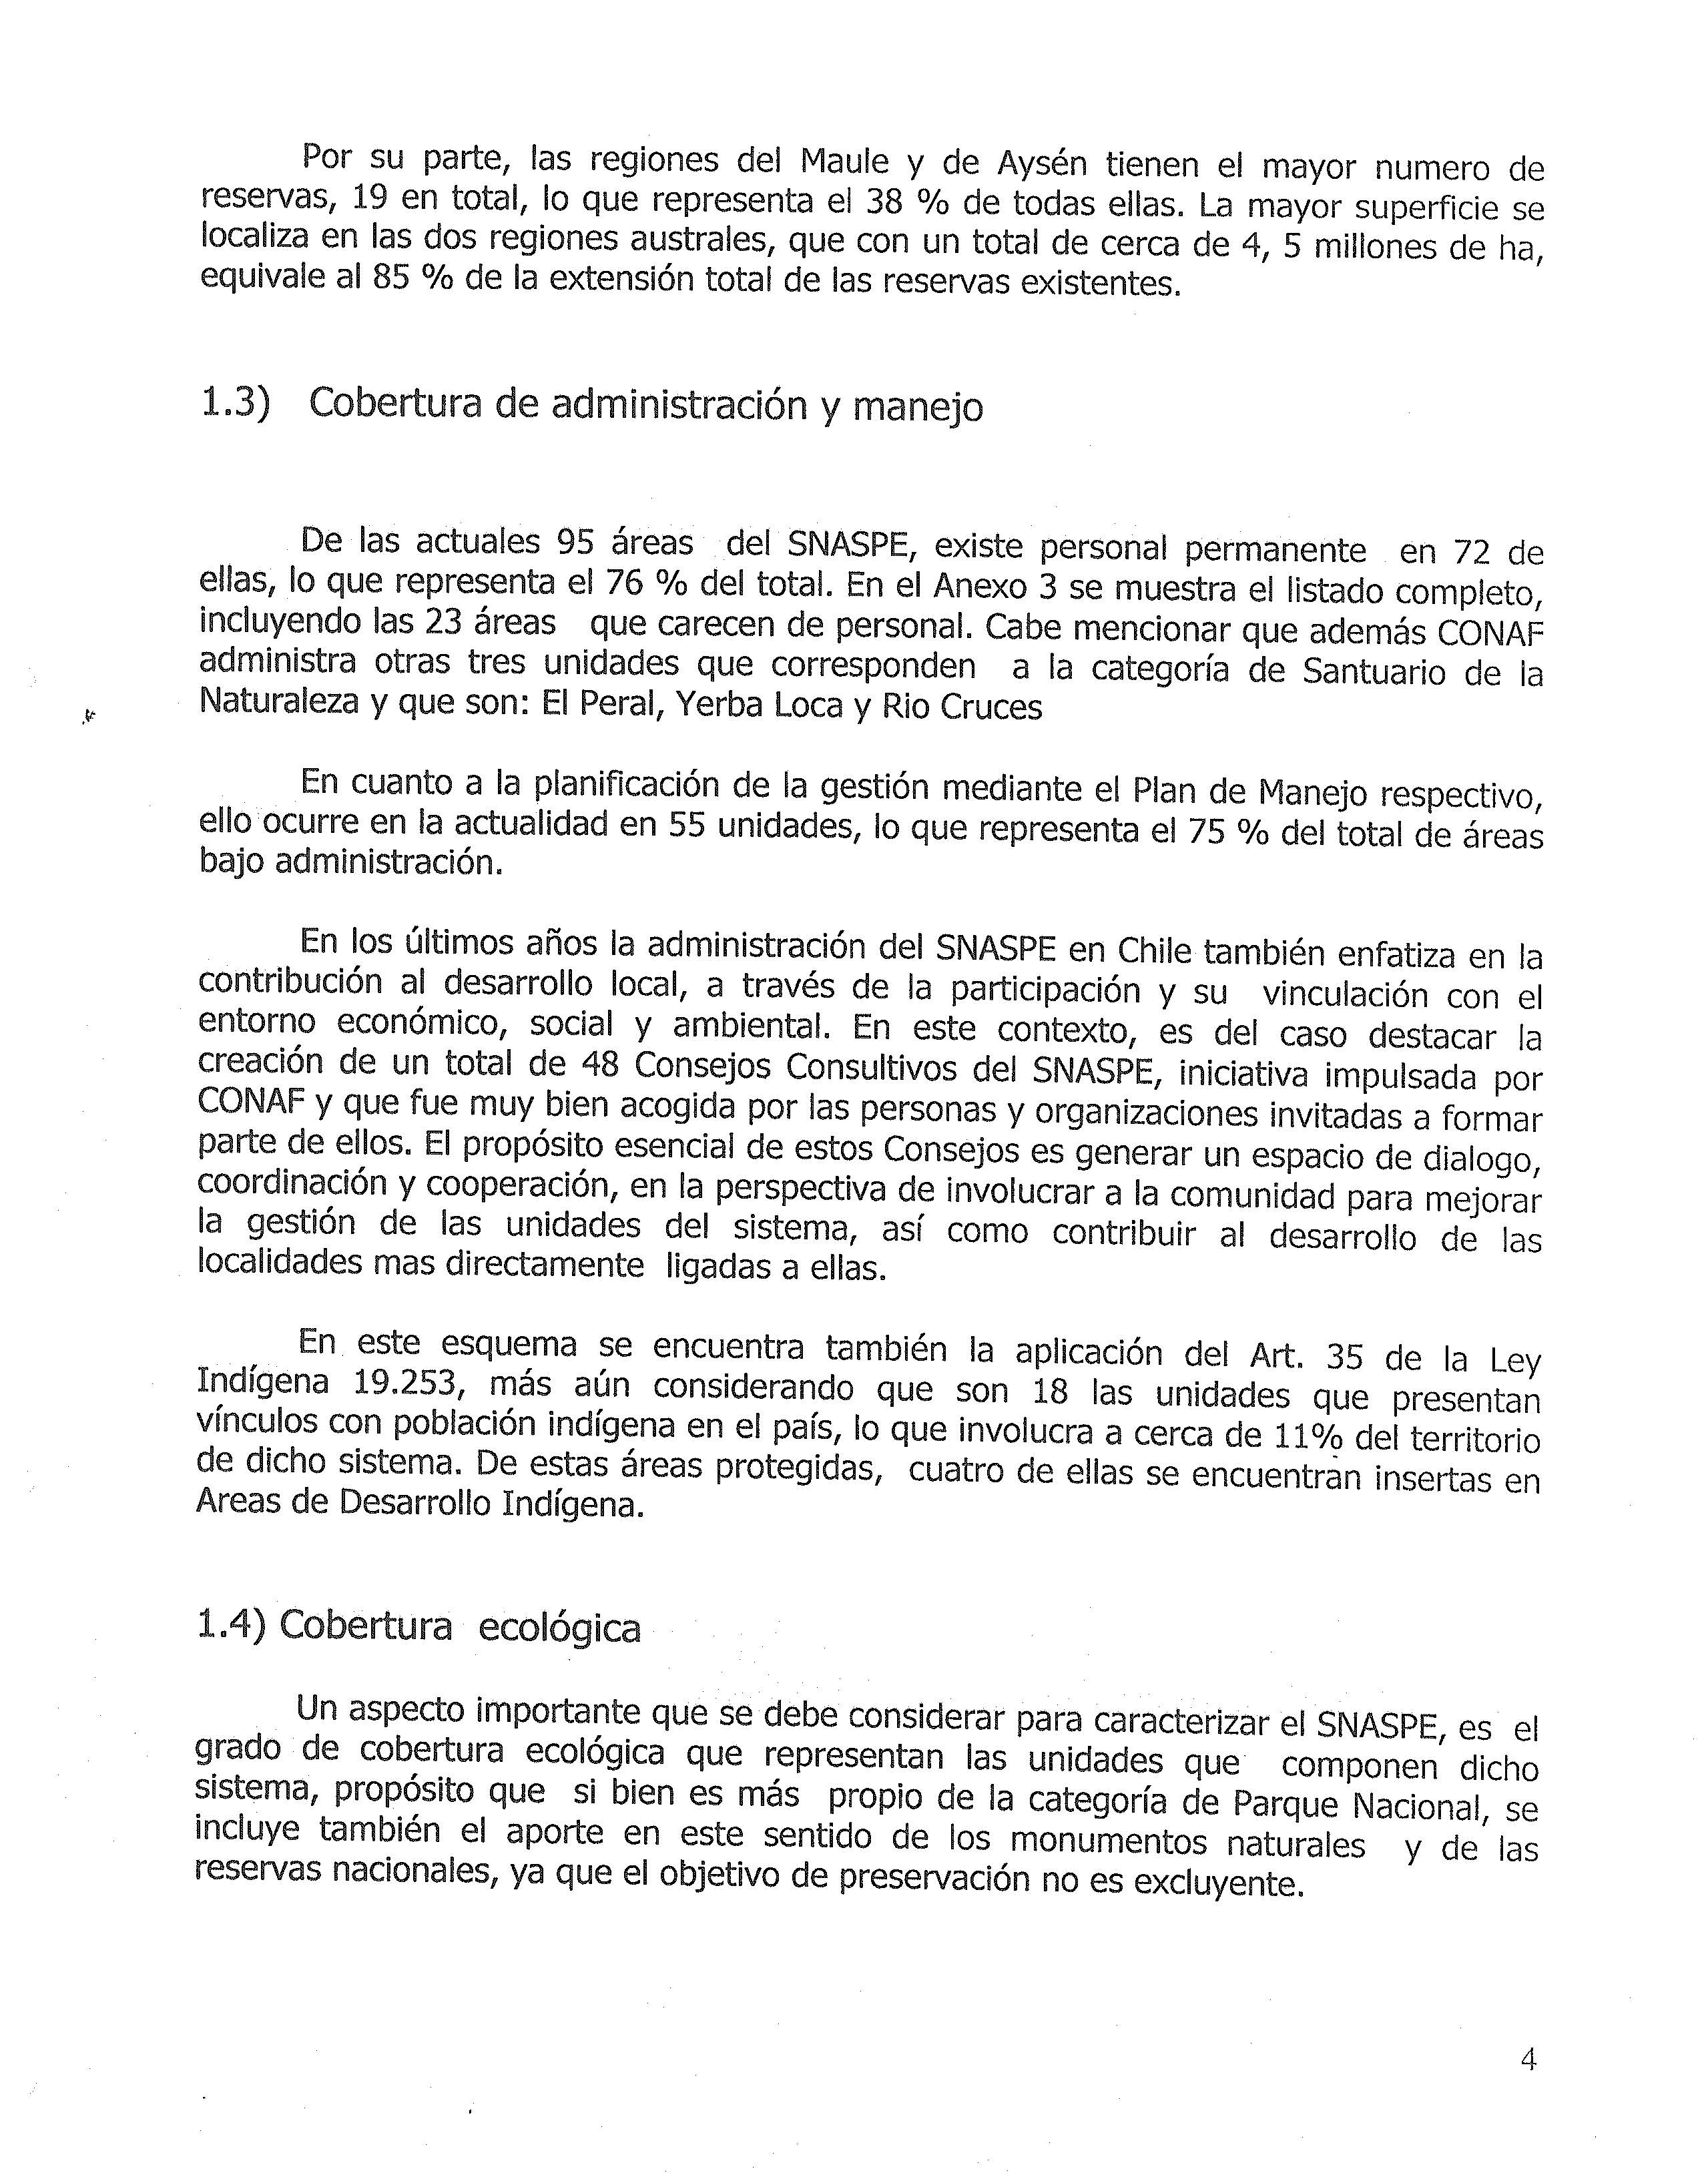 Por su parte, las regiones del Maule y de Aysén tienen el mayor numero de
reservas, 19 en total, lo que representa el 38 % de todas ellas. La mayor superficie se
localiza en las dos regiones australes, que con un total de cerca de 4, 5 millones de ha,
equivale al 85 % de la extensión total de las reservas existentes.
1.3) Cobertura de administración y manejo
De las actuales 95 áreas del SNASPE, existe personal permanente en 72 de
ellas, lo que representa el 76 % del total. En el Anexo 3 se muestra el listado completo,
incluyendo las 23 áreas que carecen de personal. Cabe mencionar que además CONAF
administra otras tres unidades que corresponden a la categoría de Santuario de la
Naturaleza y que son: El Peral, Yerba Loca y Rio Cruces
En cuanto a la planificación de la gestión mediante el Plan de Manejo respectivo,
ello ocurre en la actualidad en 55 unidades, lo que representa el 75 % del total de áreas
bajo administración.
En los últimos años la administración del SNASPE en Chile también enfatiza en la
contribución al desarrollo local, a través de la participación y su vinculación con el
entorno económico, social y ambiental. En este contexto, es del caso destacar la
creación de un total de 48 Consejos Consultivos del SNASPE, iniciativa impulsada por
CONAF y que fue muy bien acogida por las personas y organizaciones invitadas a formar
parte de ellos. El propósito esencial de estos Consejos es generar un espacio de dialogo,
coordinación y cooperación, en la perspectiva de involucrar a la comunidad para mejorar
la gestión de las unidades del sistema, así como contribuir al desarrollo de las
localidades mas directamente ligadas a ellas.
En este esquema se encuentra también la aplicación del Art. 35 de la Ley
Indígena 19.253, más aún considerando que son 18 las unidades que presentan
vínculos con población indígena en el país, lo que involucra a cerca de 11% del territorio
de dicho sistema. De estas áreas protegidas, cuatro de ellas se encuentran insertas en
Areas de Desarrollo Indígena.
1.4) Cobertura ecológica
Un aspecto importante que se debe considerar para caracterizar el SNASPE, es el
grado de cobertura ecológica que representan las unidades que componen dicho
sistema, propósito que si bien es más propio de la categoría de Parque Nacional, se
incluye también el aporte en este sentido de los monumentos naturales y de las
reservas nacionales, ya que el objetivo de preservación no es excluyente.
4